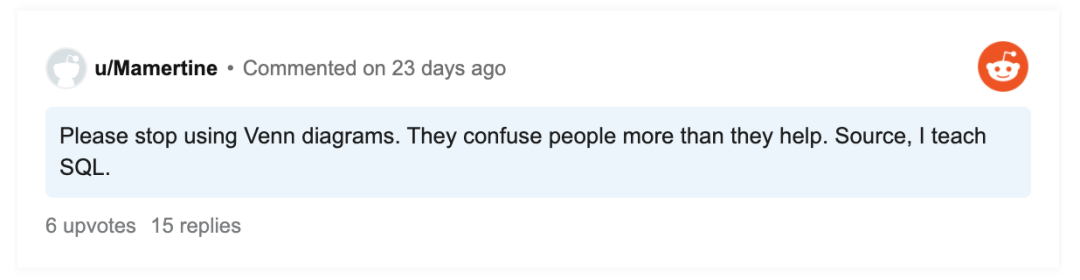 u/Mamertine • Commented on 23 days ago
Please stop using Venn diagrams. They confuse people more than they help. Source, I teach
SQL.
6 upvotes 15 replies